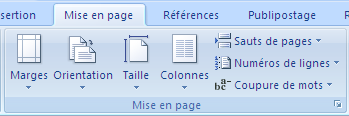 sertion Mise en page Références Publipostage R
Marges Orientation Taille Colonnes
Sauts de pages
Numéros de lignes
Coupure de mots
Mise en page